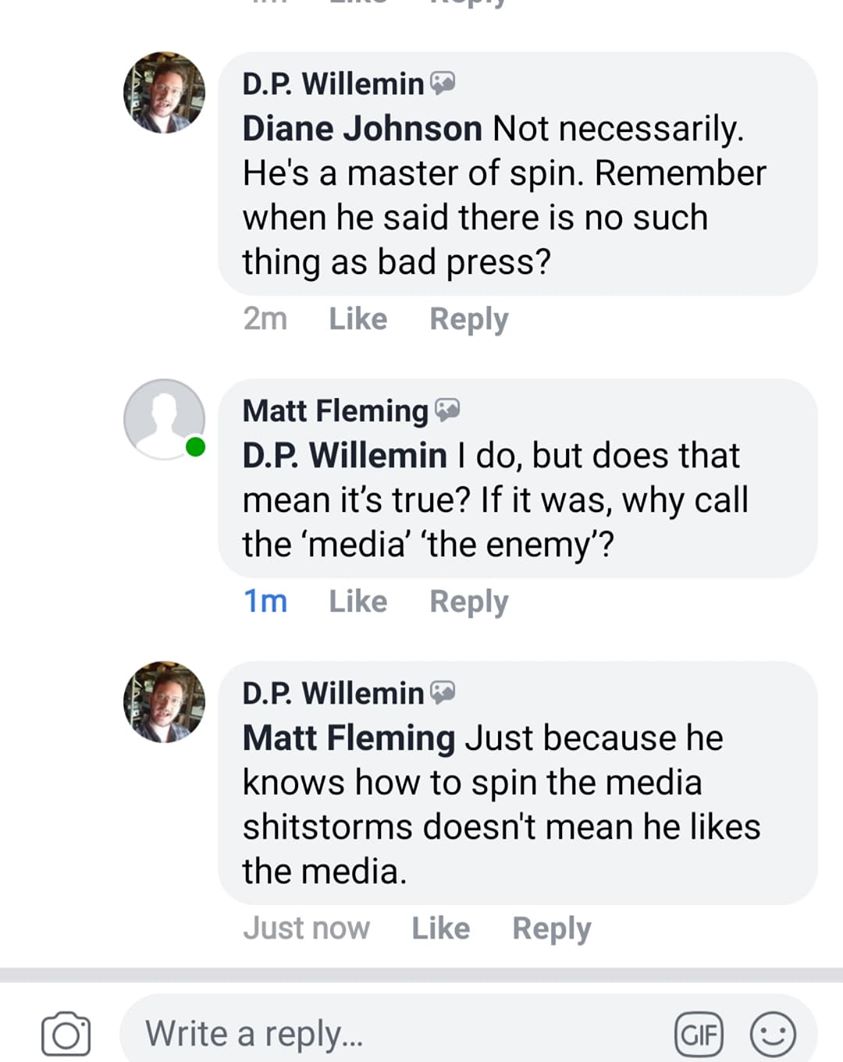 D.P. Willemin
Diane Johnson Not necessarily.
He's a master of spin. Remember
when he said there is no such
thing as bad press?
2m Like Reply
Matt Fleming
D.P. Willemin I do, but does that
mean it’s true? If it was, why call
the ‘media’ ‘the enemy’?
1m Like Reply
D.P. Willemin
Matt Fleming Just because he
knows how to spin the media
shitstorms doesn't mean he likes
the media.
Just now Like Reply
Write a reply...
GIF